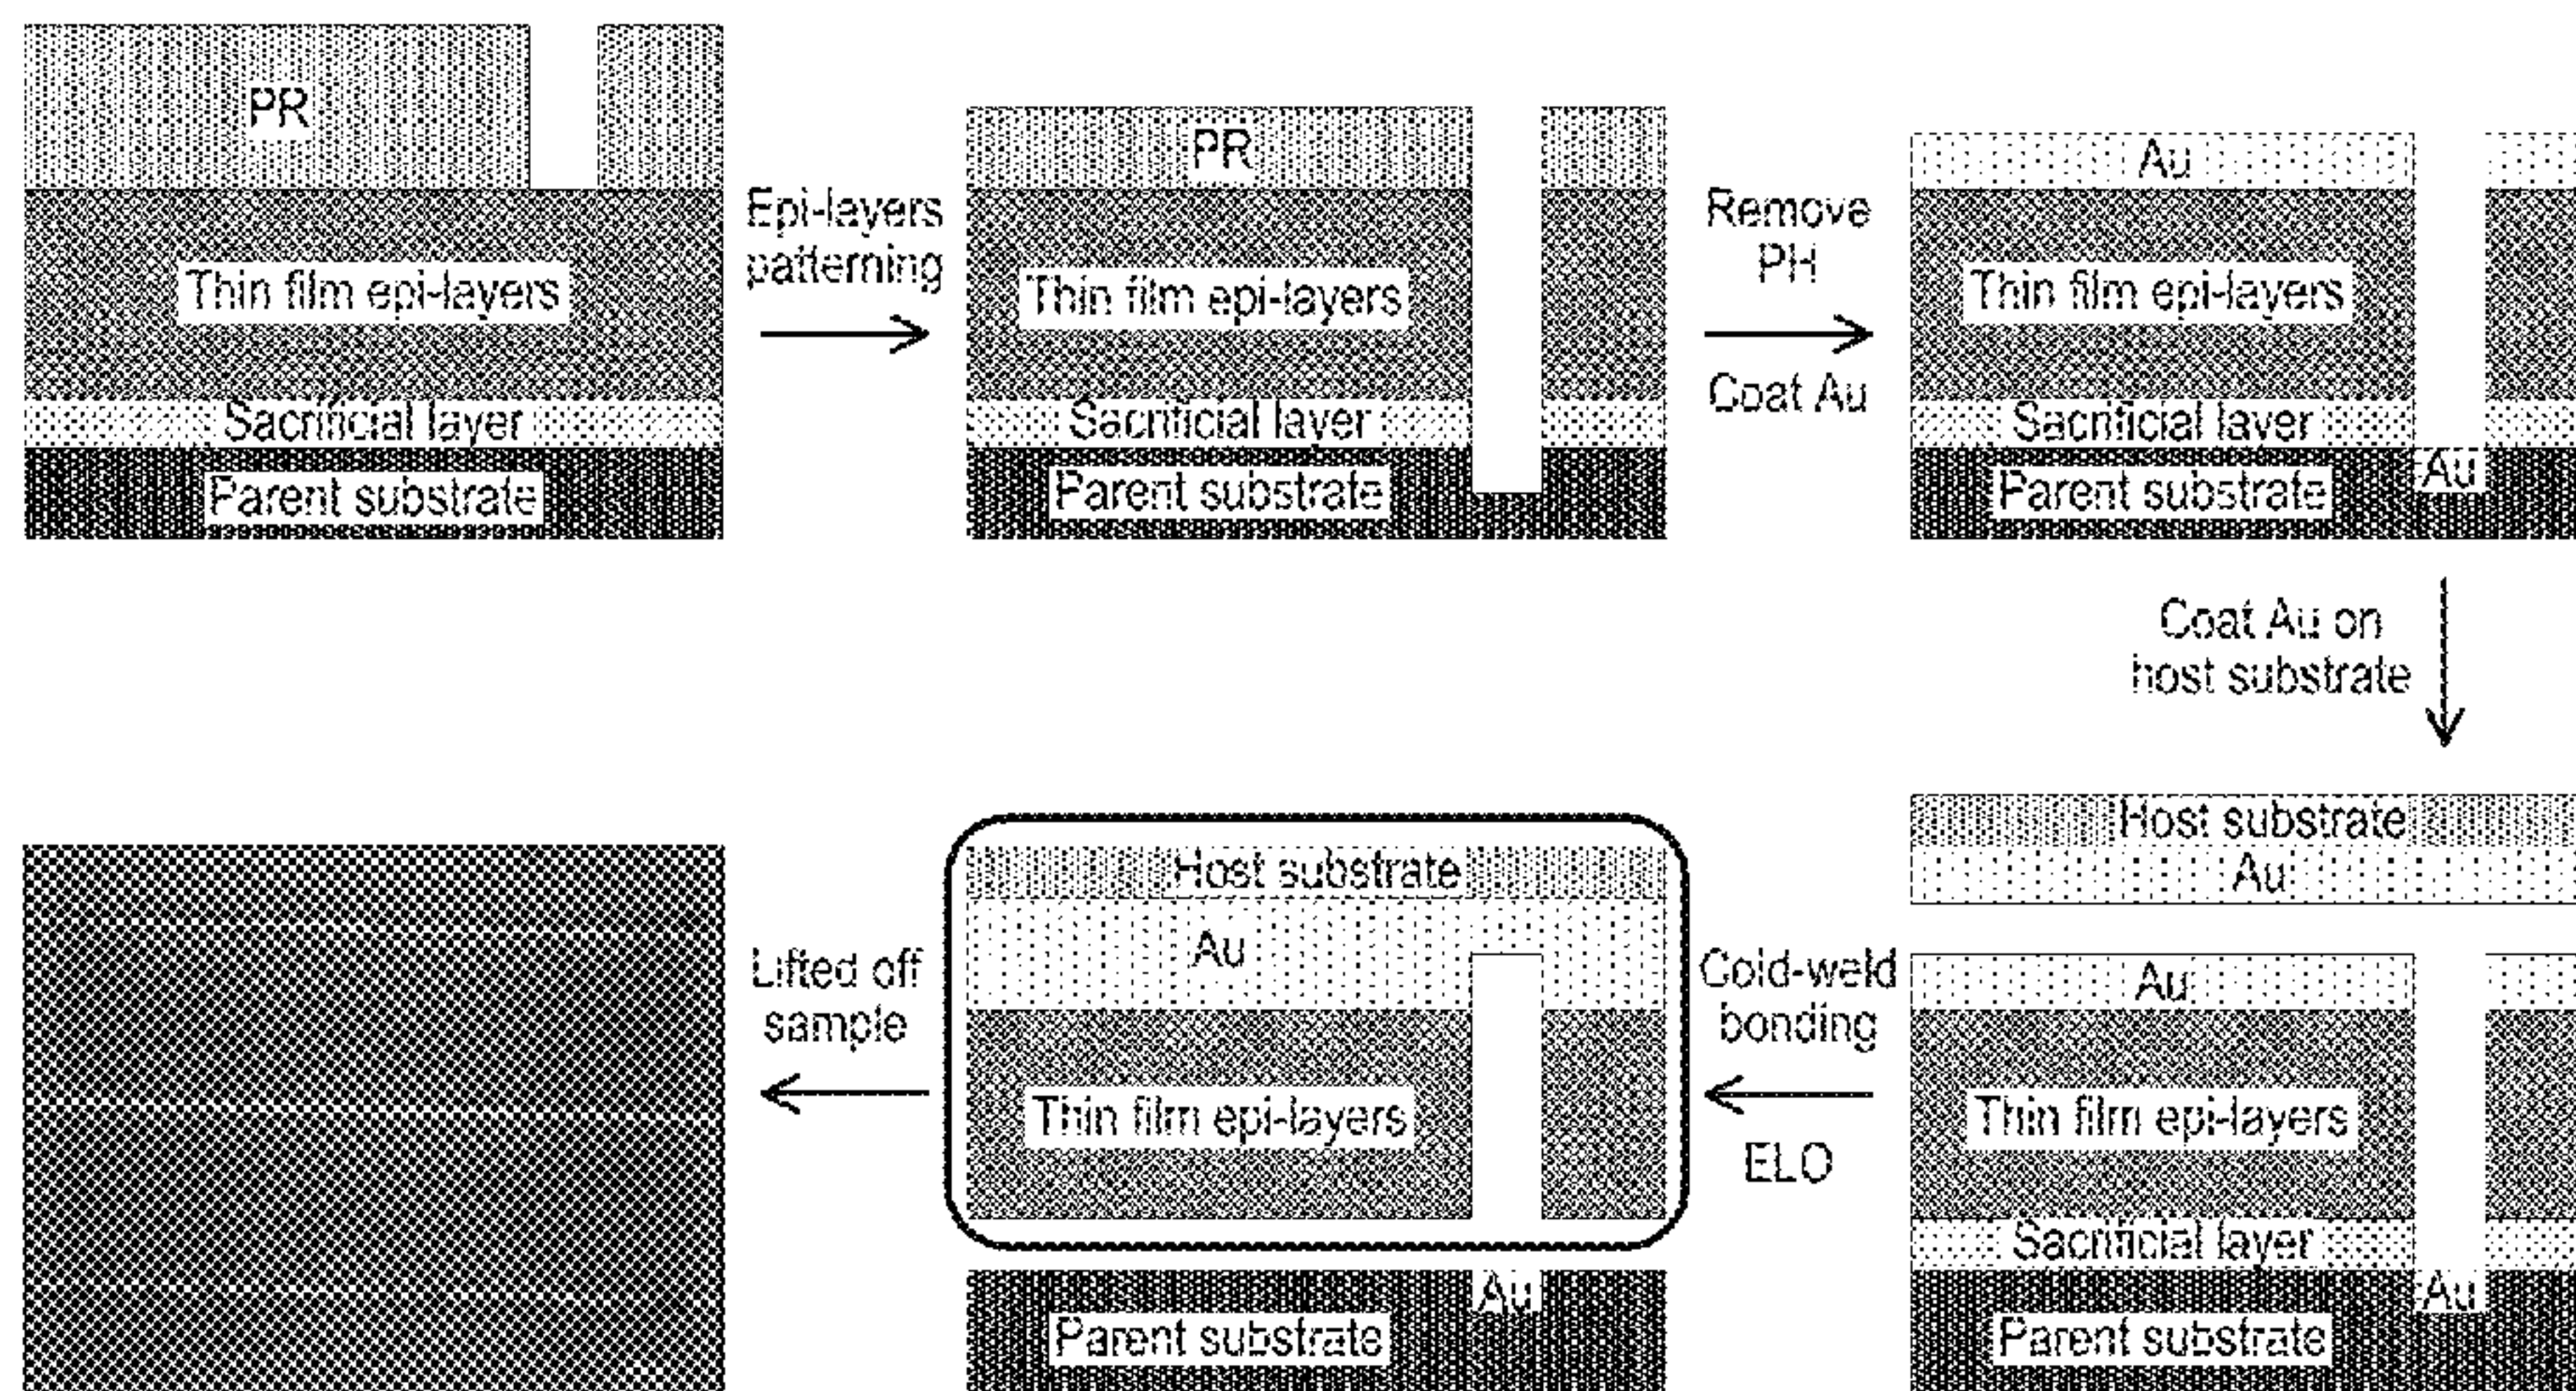 PR
Thin film epi-layers
Sacrificial layer
Parent substrate
Epi-layers
patterning
PR
Thin film epi-layers
Sacrificial layer
Parent substrate
Remove
PH
Coat Au
Au
Thin film epi-layers
Sacrificial layer
Parent substrate
Au
Coat Au on
host substrate
Host substrate
Au
Au
Thin film epi-layers
Sacrificial layer
Parent substrate
Au
Cold-weld
bonding
ELO
Host substrate
Au
Thin film epi-layers
Au
Parent substrate
Lifted off
sample